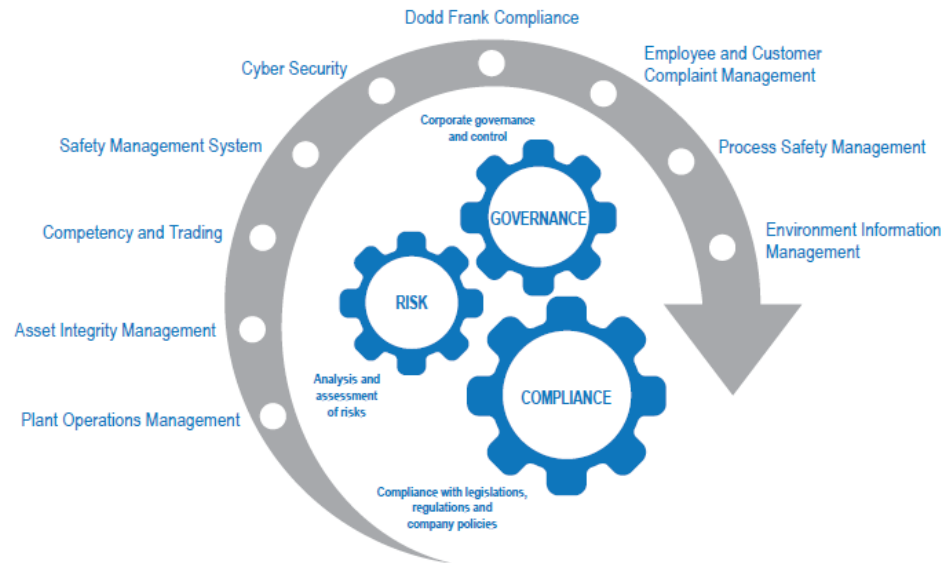 Dodd Frank Compliance
Cyber Security
Employee and Customer
Complaint Management
Corporate governance
and control
Safety Management System
Process Safety Management
GOVERNANCE
Competency and Trading
Environment Information
Management
RISK
Asset Integrity Management
Analysis and
assessment
of risks
COMPLIANCE
Plant Operations Management
Compliance with legislations,
regulations and
company policies